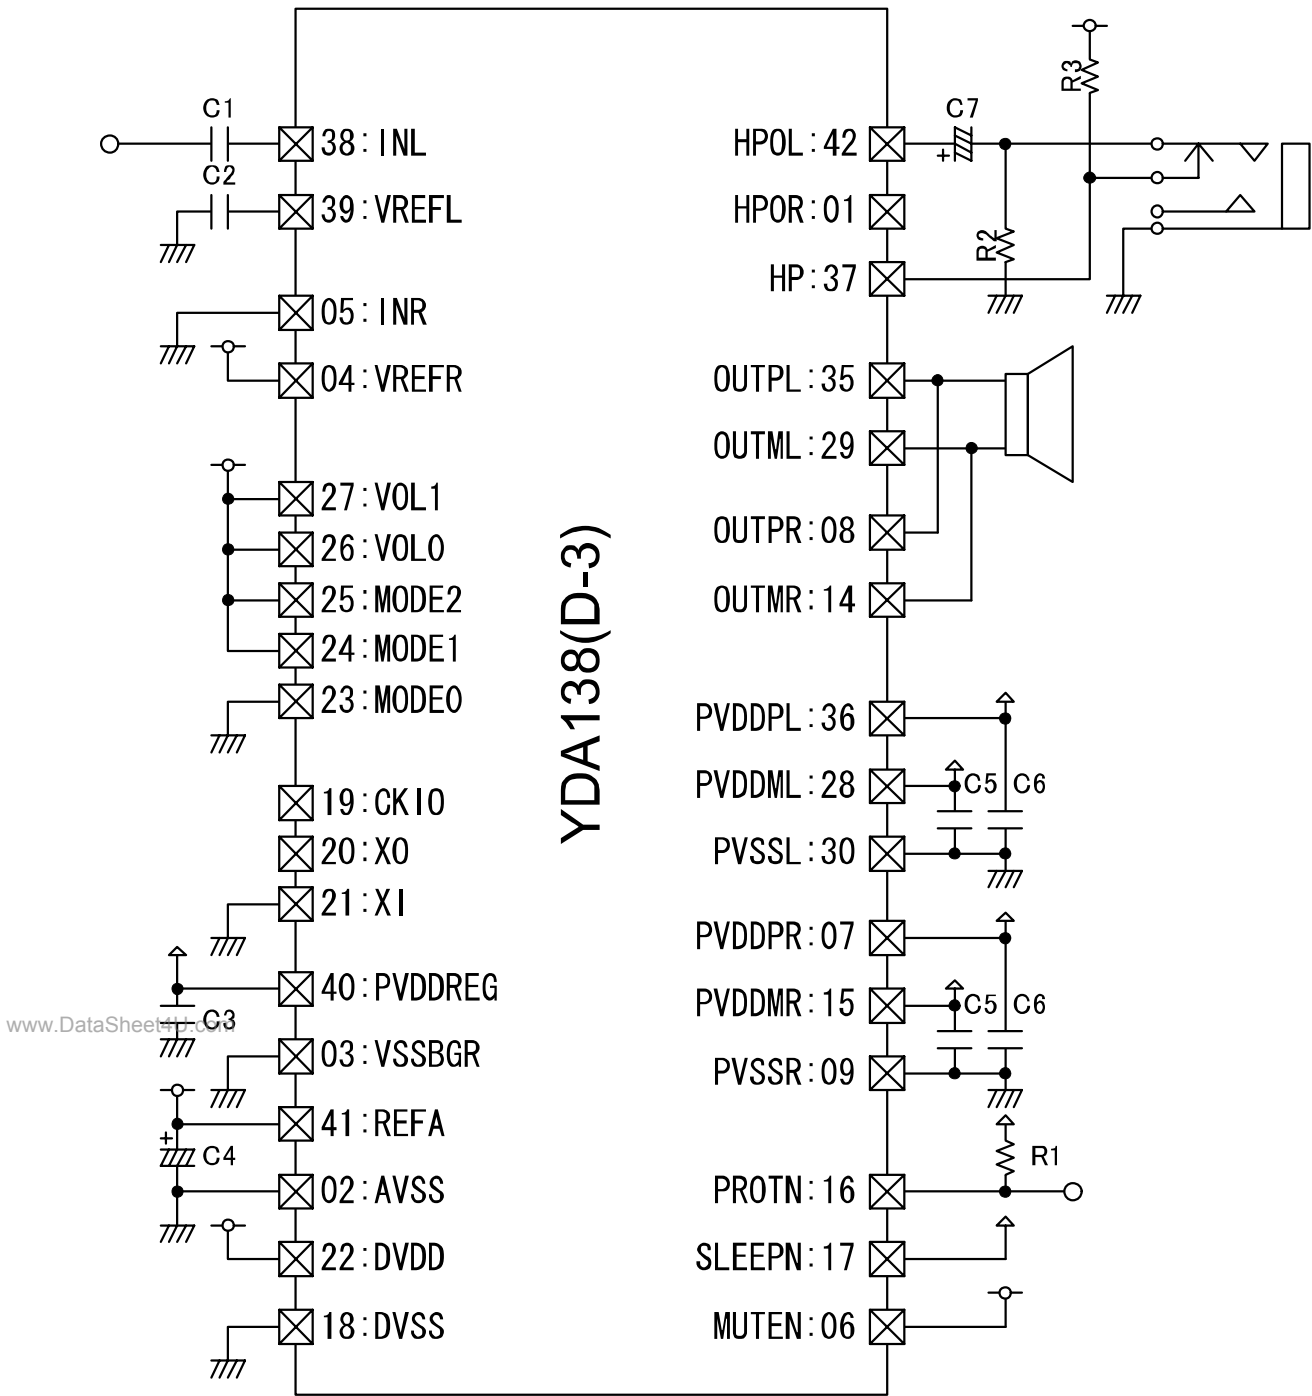 C1
38:INL
C2
39:VREFL
05:INR
04:VREFR
27:VOL1
26:VOL0
25:MODE2
24:MODE1
23:MODE0
19:CKIO
20:XO
21:XI
40:PVDDREG
C3
www.DataSheet4U.com
03:VSSBGR
41:REFA
+
C4
02:AVSS
22:DVDD
18:DVSS
YDA138(D-3)
R3
C7
HPOL:42
+
HPOR:01
R2
HP:37
OUTPL:35
OUTML:29
OUTPR:08
OUTMR:14
PVDDPL:36
PVDDML:28
C5
C6
PVSSL:30
PVDDPR:07
PVDDMR:15
C5
C6
PVSSR:09
R1
PROTN:16
SLEEPN:17
MUTEN:06